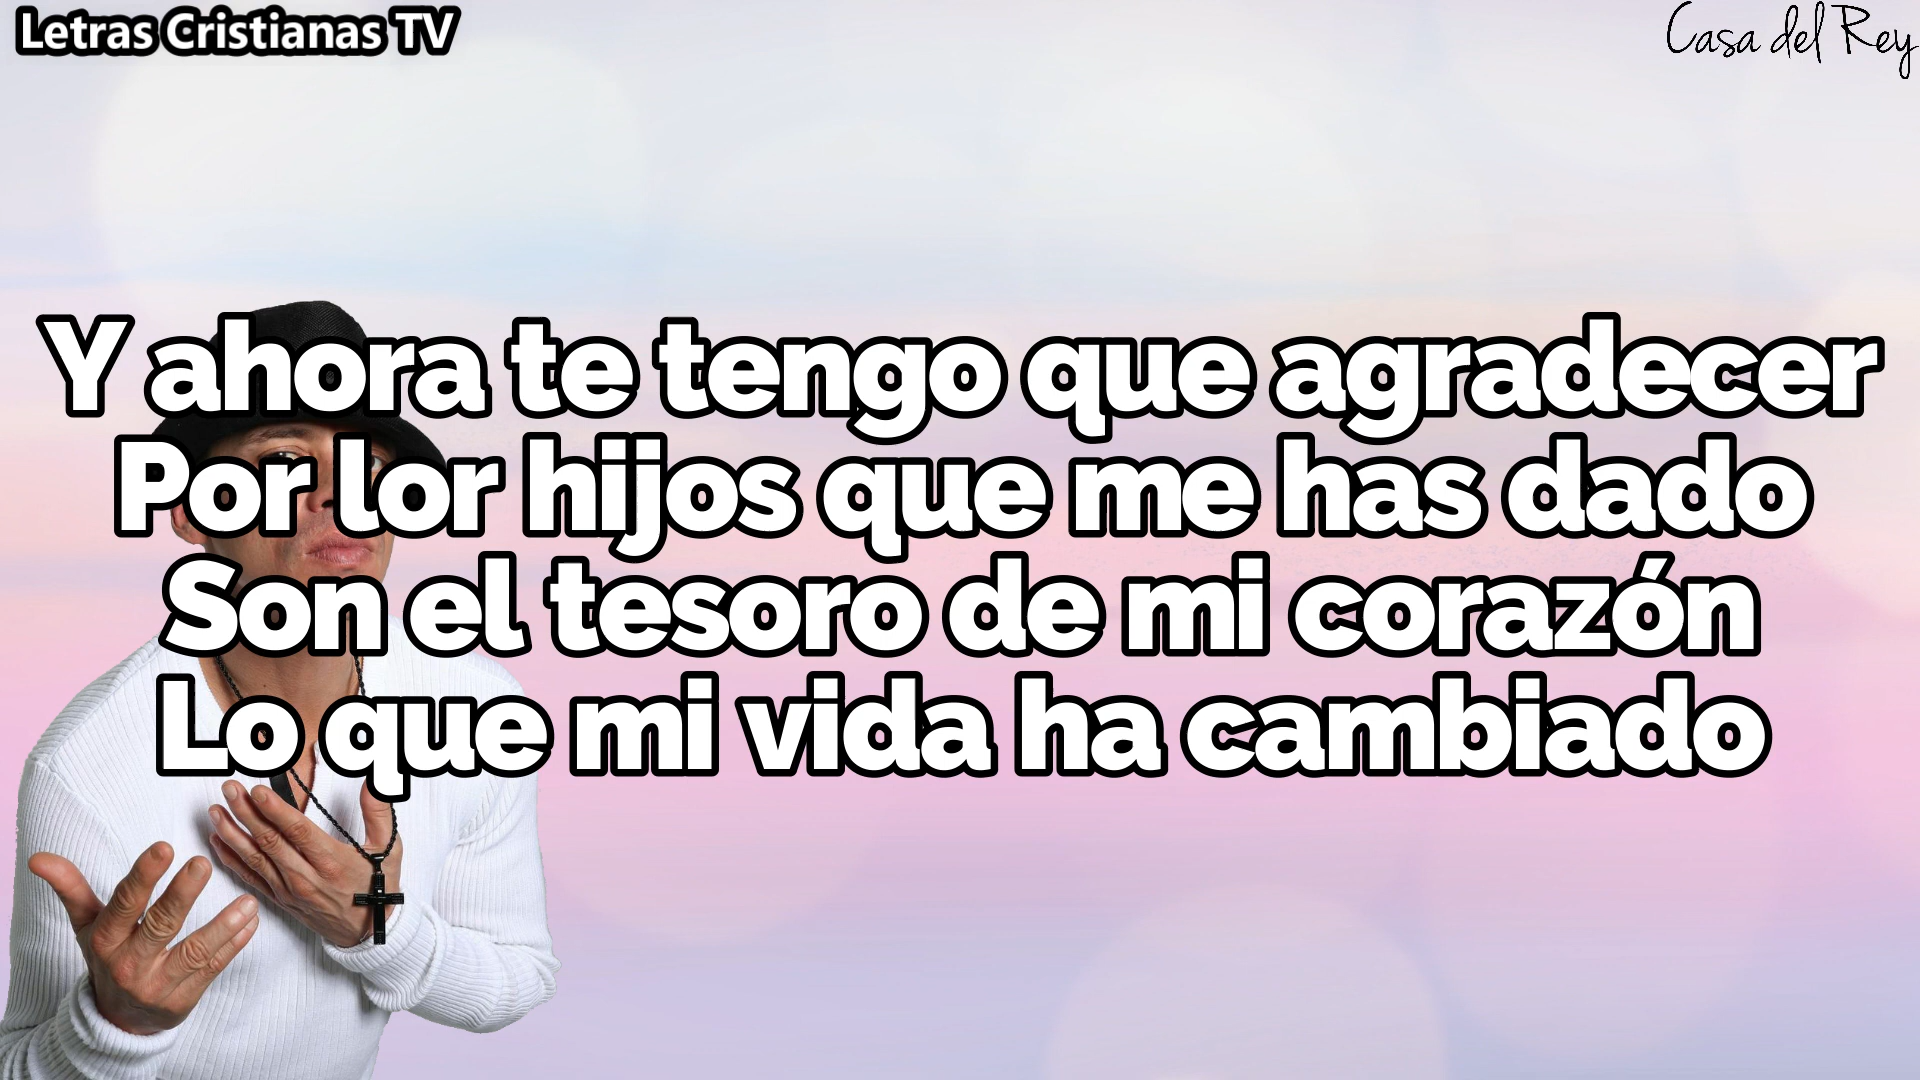 Letras Cristianas TV
Casa del Rey
Y ahora te tengo que agradecer
Por lor hijos que me has dado
Son el tesoro de mi corazón
Lo que mi vida ha cambiado